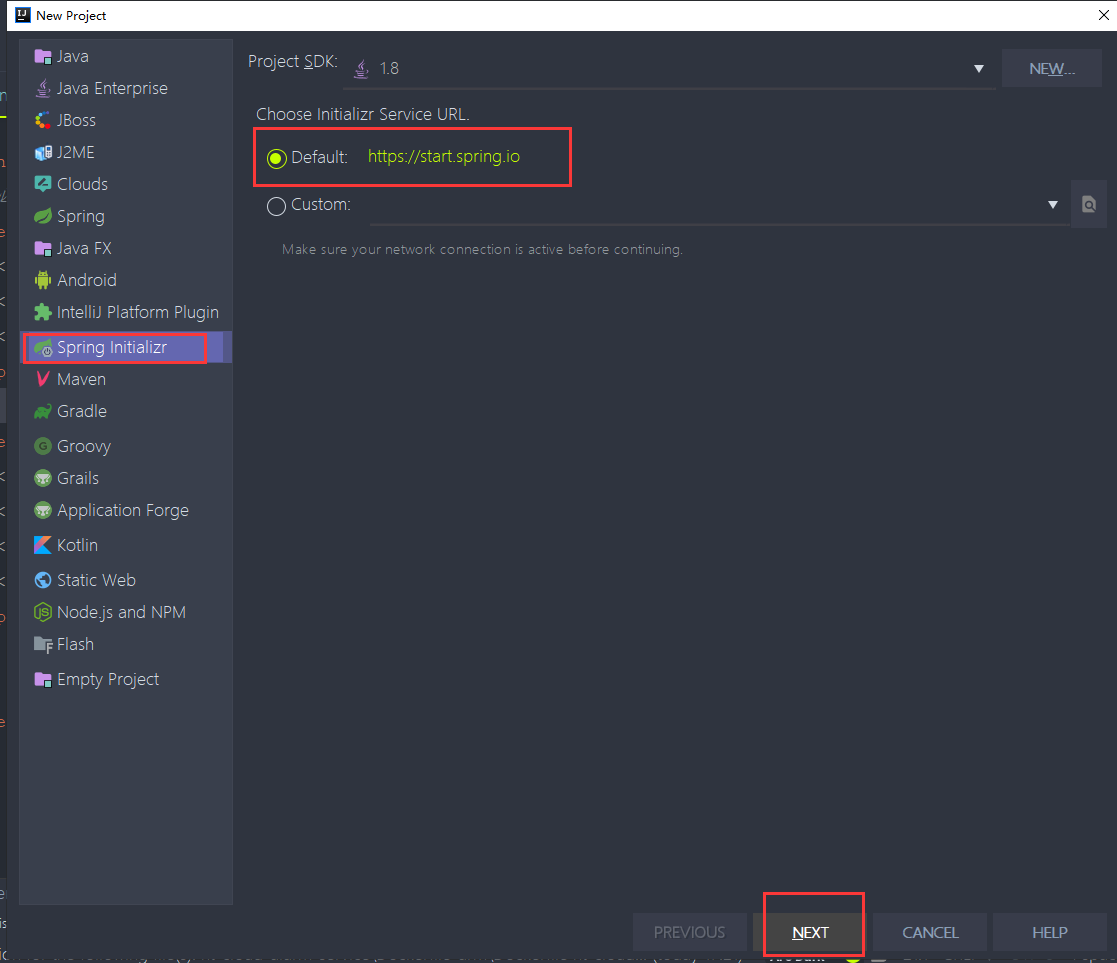 New Project
Java
Java Enterprise
JBoss
J2ME
Clouds
Spring
Java FX
Android
IntelliJ Platform Plugin
Spring Initializr
Maven
Gradle
Groovy
Grails
Application Forge
Kotlin
Static Web
Node.js and NPM
Flash
Empty Project
Project SDK: 1.8 NEW...
Choose Initializr Service URL.
Default: https://start.spring.io
Custom:
Make sure your network connection is active before continuing.
PREVIOUS NEXT CANCEL HELP